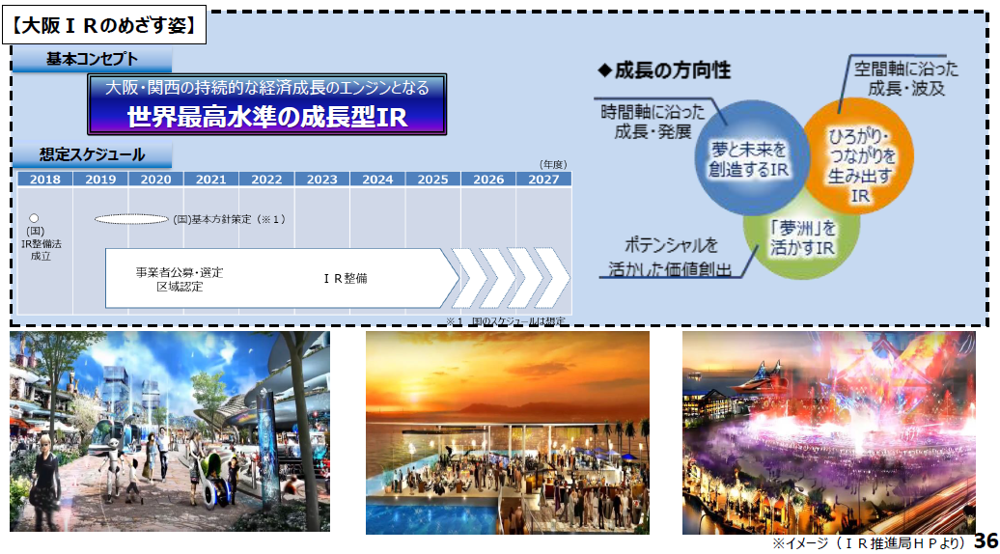 【大阪ＩＲのめざす姿】
基本コンセプト
大阪・関西の持続的な経済成長のエンジンとなる
世界最高水準の成長型IR
想定スケジュール
（年度）
2018 2019 2020 2021 2022 2023 2024 2025 2026 2027
(国)
IR整備法
成立
(国)基本方針策定（※１）
事業者公募・選定
区域認定
ＩＲ整備
※１　国のスケジュールは想定
◆成長の方向性
時間軸に沿った
成長・発展
空間軸に沿った
成長・波及
夢と未来を
創造するIR
ひろがり・
つながりを
生み出す
IR
「夢洲」を
活かすIR
ポテンシャルを
活かした価値創出
※イメージ（ＩＲ推進局ＨＰより）
36